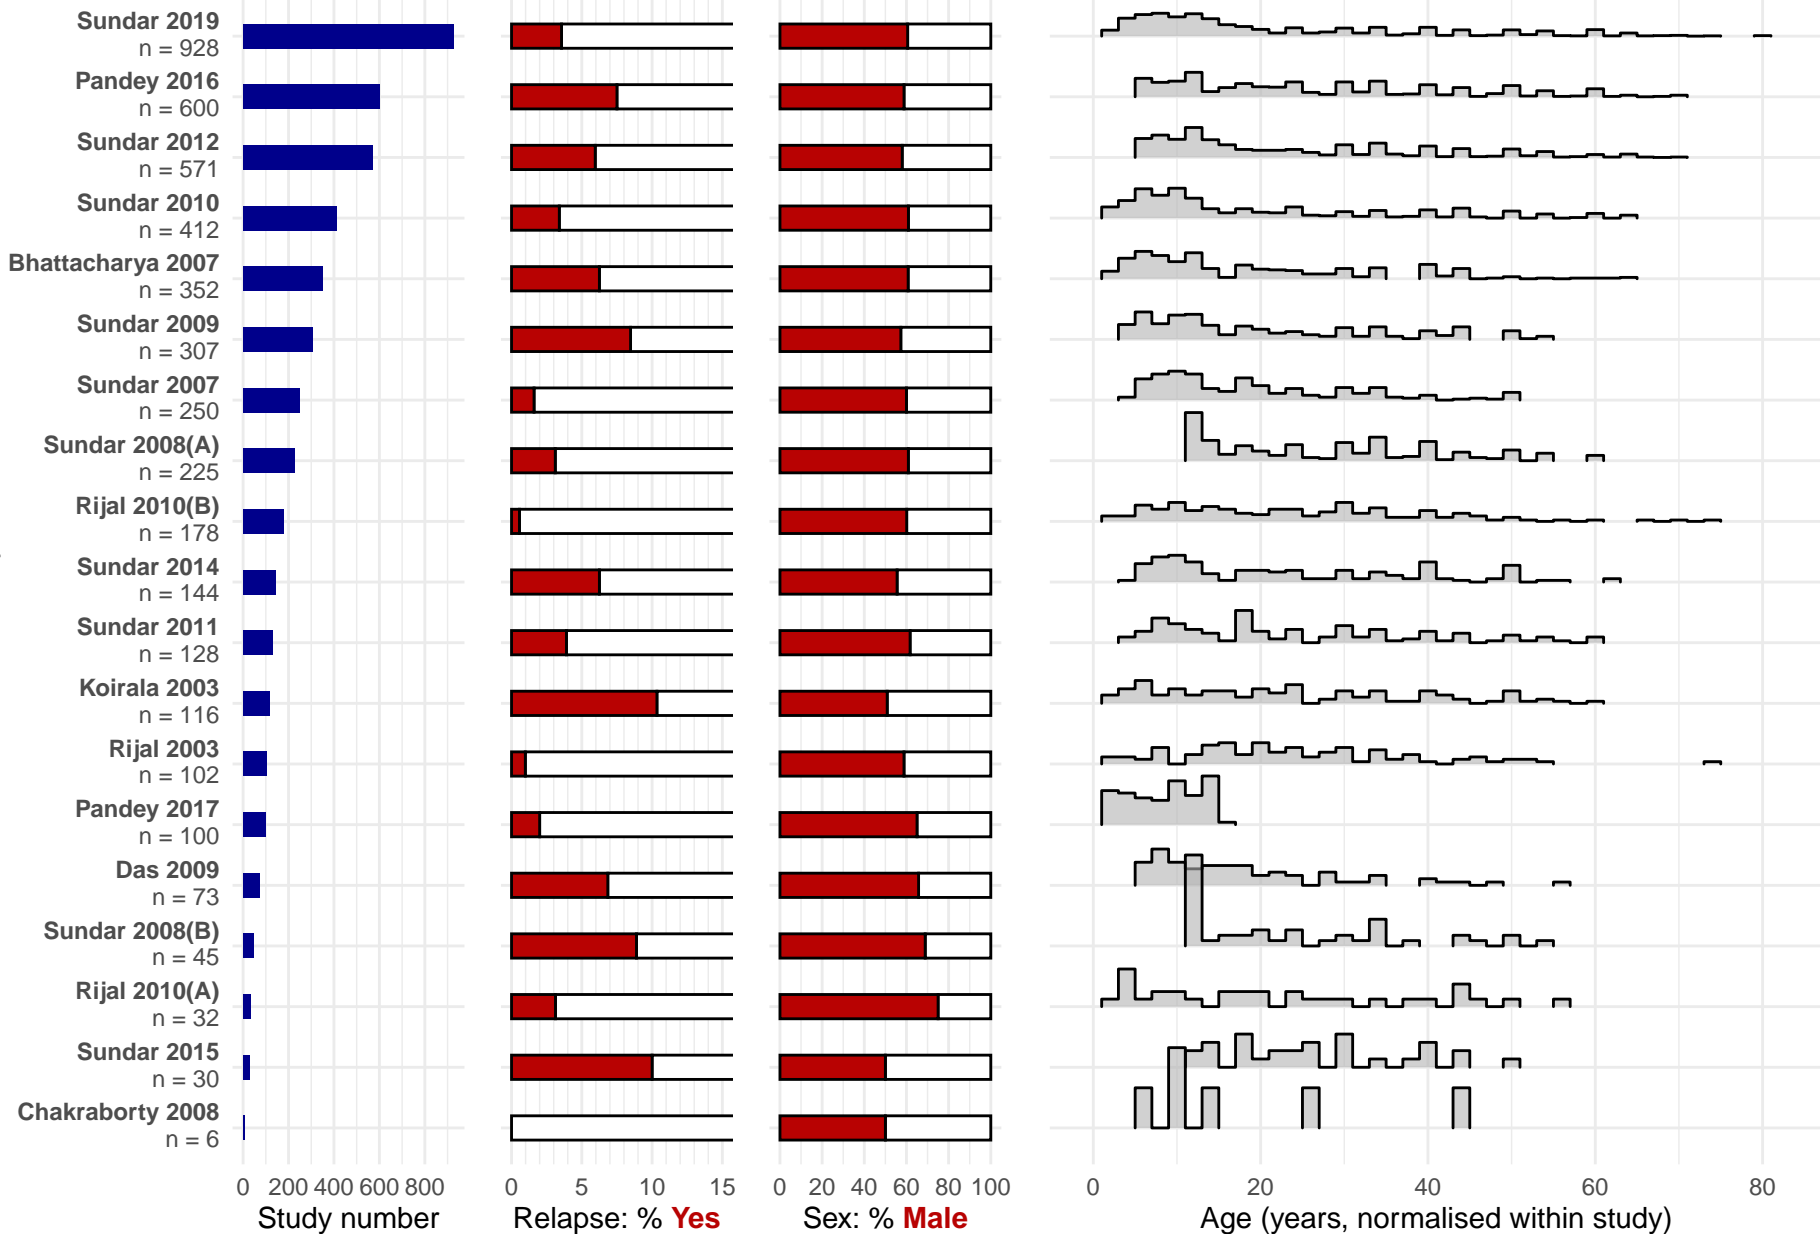 Sundar 2019
n = 928
Pandey 2016
n = 600
Sundar 2012
n = 571
Sundar 2010
n = 412
Bhattacharya 2007
n = 352
Sundar 2009
n = 307
Sundar 2007
n = 250
Sundar 2008(A)
n = 225
Rijal 2010(B)
n = 178
Sundar 2014
n = 144
Sundar 2011
n = 128
Koirala 2003
n = 116
Rijal 2003
n = 102
Pandey 2017
n = 100
Das 2009
n = 73
Sundar 2008(B)
n = 45
Rijal 2010(A)
n = 32
Sundar 2015
n = 30
Chakraborty 2008
n = 6
0 200 400 600 800
Study number
0 5 10 15
Relapse: % Yes
0 20 40 60 80 100
Sex: % Male
0 20 40 60 80
Age (years, normalised within study)